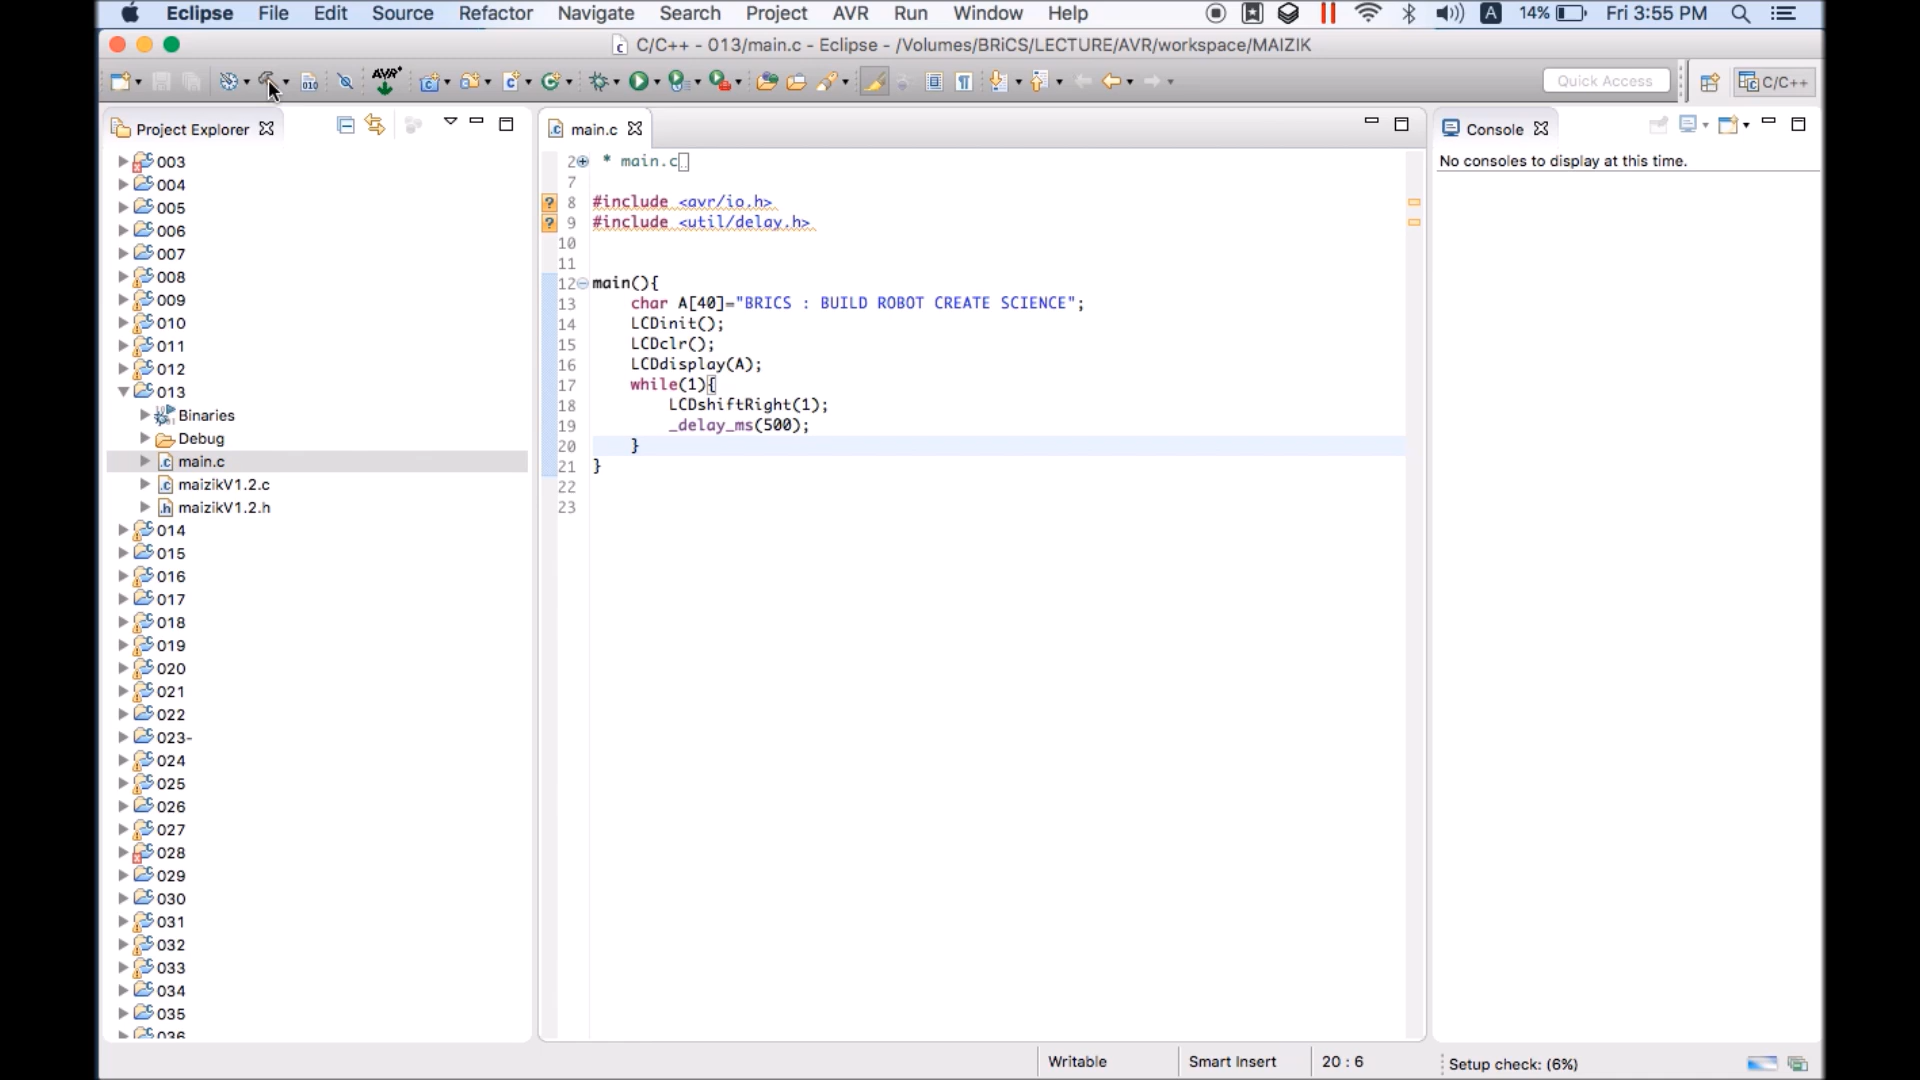 Eclipse File Edit Source Refactor Navigate Search Project AVR Run Window Help A 14% Fri 3:55 PM
C/C++ - 013/main.c - Eclipse - /Volumes/BRiCS/LECTURE/AVR/workspace/MAIZIK
010 AVR Quick Access C/C++
Project Explorer
003
004
005
006
007
008
009
010
011
012
013
Binaries
Debug
main.c
maizikV1.2.c
maizikV1.2.h
014
015
016
017
018
019
020
021
022
023-
024
025
026
027
028
029
030
031
032
033
034
035
036
main.c
2 * main.c
7
8 #include <avr/io.h>
9 #include <util/delay.h>
10
11
12 main(){
13 char A[40]="BRICS : BUILD ROBOT CREATE SCIENCE";
14 LCDinit();
15 LCDclr();
16 LCDdisplay(A);
17 while(1){
18 LCDshiftRight(1);
19 _delay_ms(500);
20 }
21 }
22
23
Console
No consoles to display at this time.
Writable Smart Insert 20 : 6 Setup check: (6%)